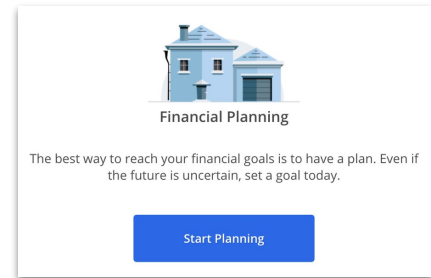 Financial Planning
The best way to reach your financial goals is to have a plan. Even if
the future is uncertain, set a goal today.
Start Planning